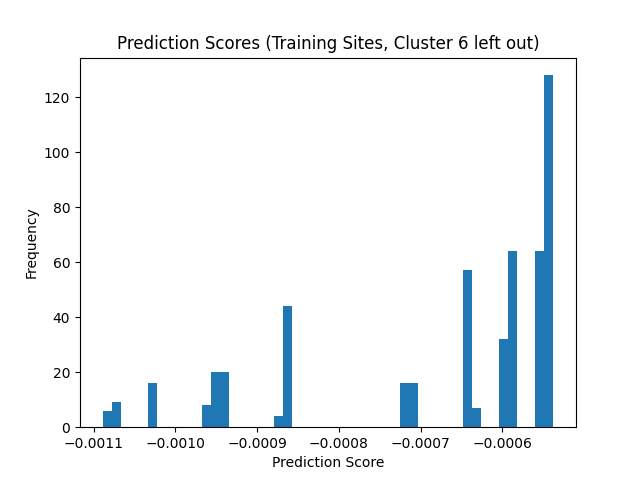 Prediction Scores (Training Sites, Cluster 6 left out)
120
100
80
60
40
20
0
Frequency
−0.0011 −0.0010 −0.0009 −0.0008 −0.0007 −0.0006
Prediction Score